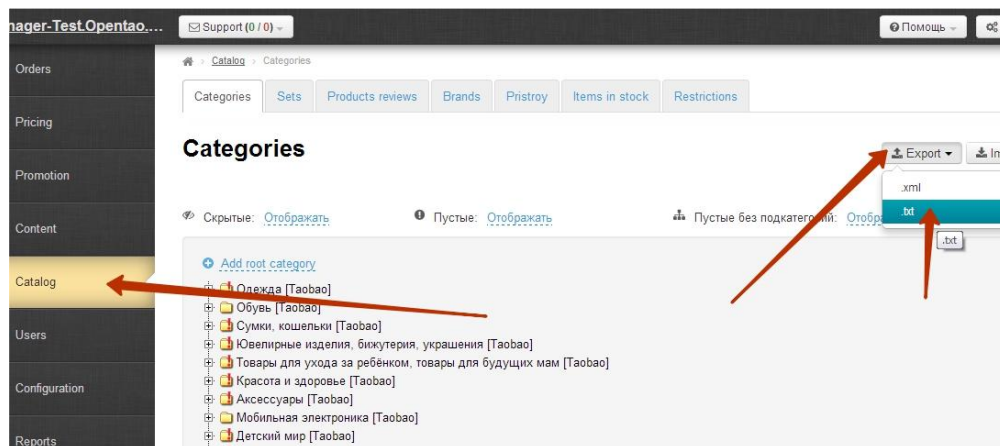 nager-Test.Opentao....
Support (0 / 0)
Помощь
Orders
Pricing
Promotion
Content
Catalog
Users
Configuration
Reports
Catalog > Categories
Categories
Sets
Products reviews
Brands
Pristroy
Items in stock
Restrictions
Categories
Export
Im
.xml
.txt
.txt
Скрытые: Отображать
Пустые: Отображать
Пустые без подкатегорий: Отобр
Add root category
Одежда [Taobao]
Обувь [Taobao]
Сумки, кошельки [Taobao]
Ювелирные изделия, бижутерия, украшения [Taobao]
Товары для ухода за ребёнком, товары для будущих мам [Taobao]
Красота и здоровье [Taobao]
Аксессуары [Taobao]
Мобильная электроника [Taobao]
Детский мир [Taobao]